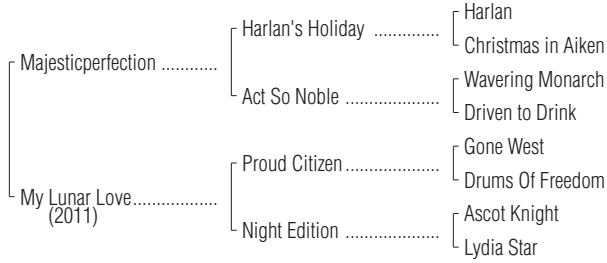 Harlan
Harlan's Holiday ..............
Christmas in Aiken
Majesticperfection ............
Wavering Monarch
Act So Noble ....................
Driven to Drink
Gone West
Proud Citizen....................
Drums Of Freedom
My Lunar Love..................
(2011)
Ascot Knight
Night Edition ....................
Lydia Star